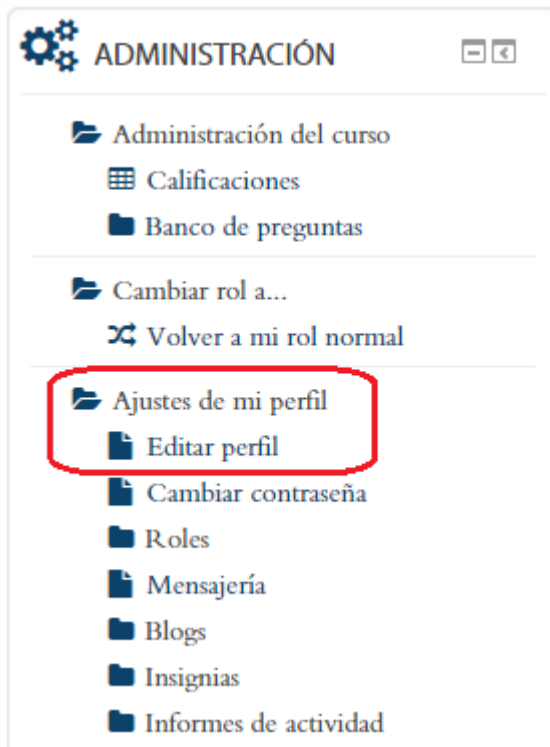 ADMINISTRACIÓN
Administración del curso
Calificaciones
Banco de preguntas
Cambiar rol a...
Volver a mi rol normal
Ajustes de mi perfil
Editar perfil
Cambiar contraseña
Roles
Mensajería
Blogs
Insignias
Informes de actividad